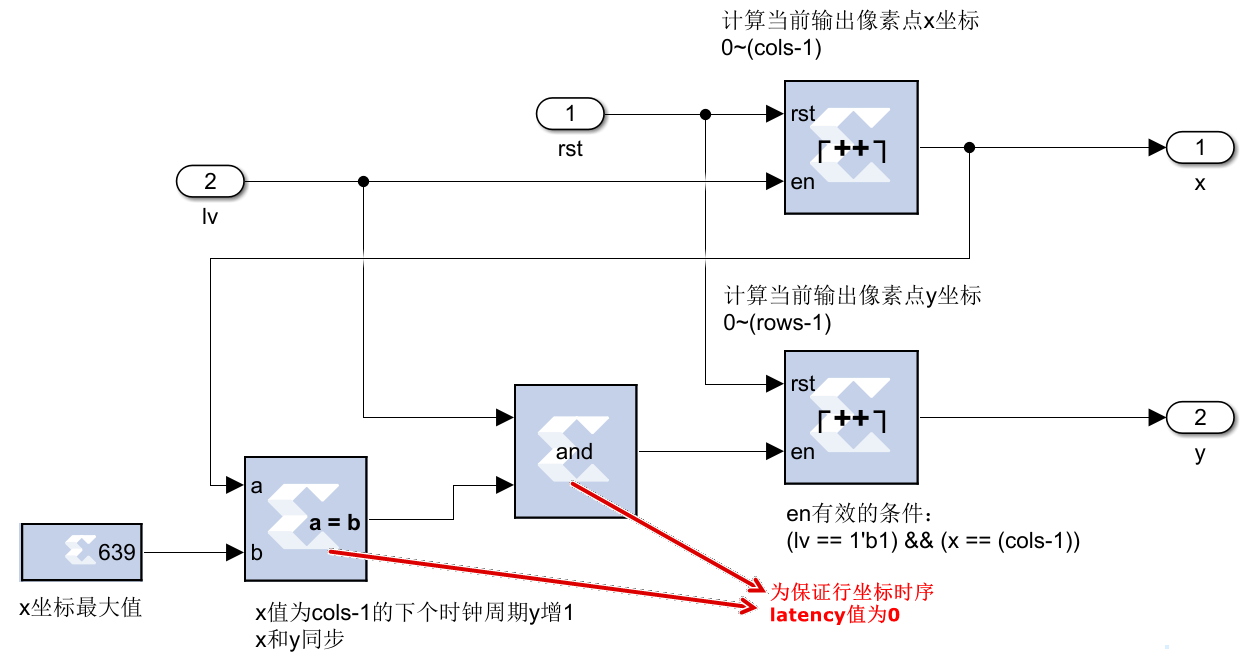 计算当前输出像素点x坐标
0~(cols-1)
1
rst
rst
++
en
1
x
2
lv
计算当前输出像素点y坐标
0~(rows-1)
rst
++
en
2
y
and
a
a = b
b
639
x坐标最大值
en有效的条件：
(lv == 1'b1) && (x == (cols-1))
x值为cols-1的下个时钟周期y增1
x和y同步
为保证行坐标时序
latency值为0